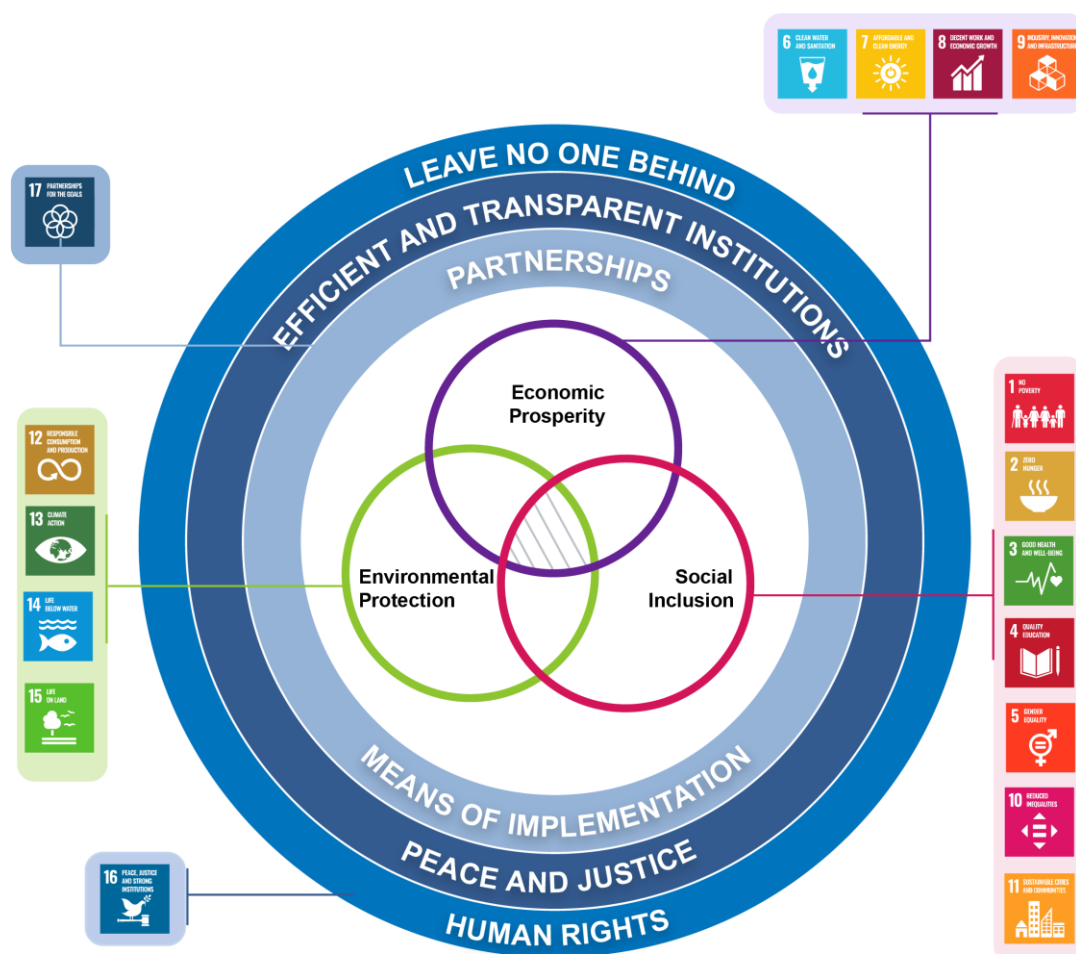 6 CLEAN WATER
AND SANITATION
7 AFFORDABLE AND
CLEAN ENERGY
8 DECENT WORK AND
ECONOMIC GROWTH
9 INDUSTRY, INNOVATION
AND INFRASTRUCTURE
17 PARTNERSHIPS
FOR THE GOALS
LEAVE NO ONE BEHIND
EFFICIENT AND TRANSPARENT INSTITUTIONS
PARTNERSHIPS
Economic
Prosperity
Environmental
Protection
Social
Inclusion
MEANS OF IMPLEMENTATION
PEACE AND JUSTICE
HUMAN RIGHTS
12 RESPONSIBLE
CONSUMPTION
AND PRODUCTION
13 CLIMATE
ACTION
14 LIFE
BELOW WATER
15 LIFE
ON LAND
16 PEACE, JUSTICE
AND STRONG
INSTITUTIONS
1 NO
POVERTY
2 ZERO
HUNGER
3 GOOD HEALTH
AND WELL-BEING
4 QUALITY
EDUCATION
5 GENDER
EQUALITY
10 REDUCED
INEQUALITIES
11 SUSTAINABLE CITIES
AND COMMUNITIES